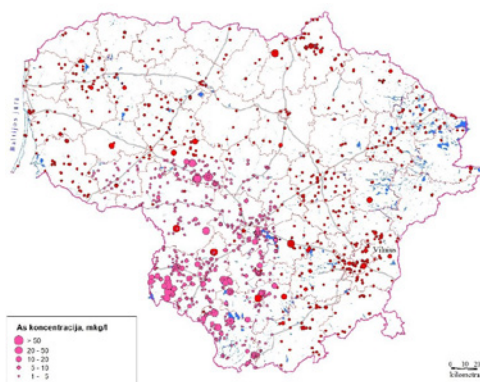 Baltijos jūra
Vilnius
As koncentracija, mkg/l
> 50
20 - 50
10 - 20
5 - 10
1 - 5
kilometrai